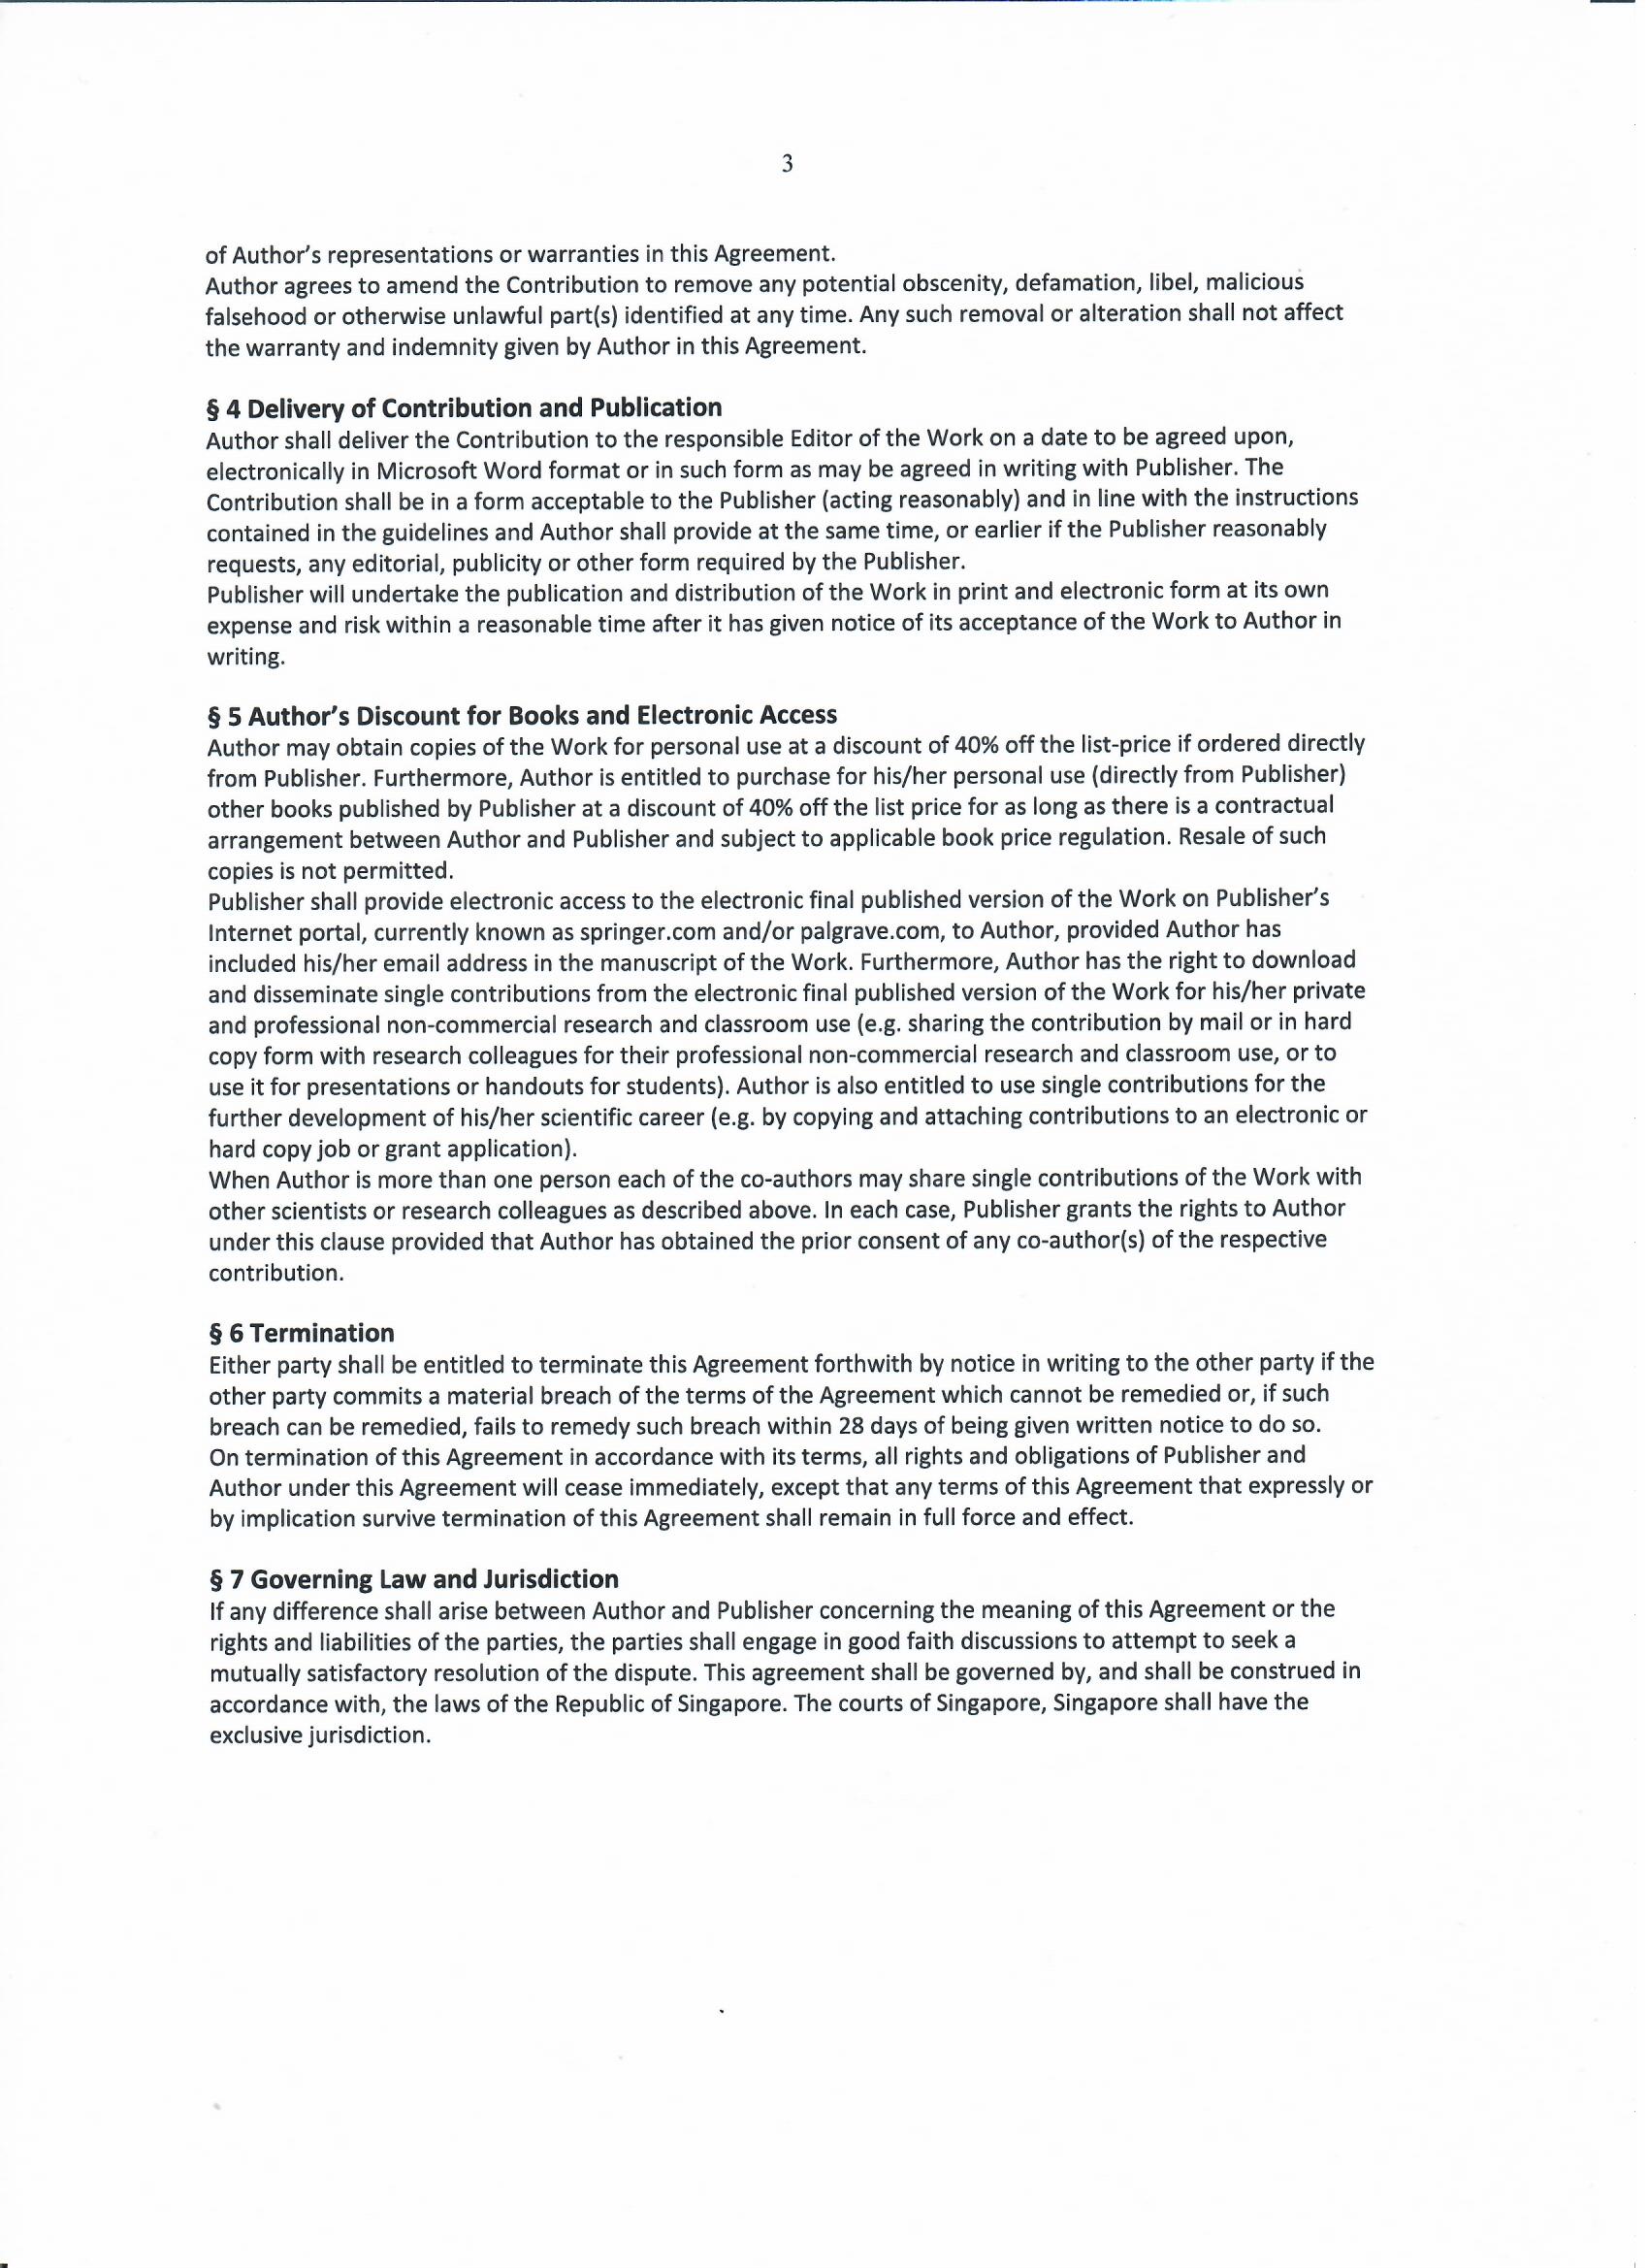 3
of Author's representations or warranties in this Agreement.
Author agrees to amend the Contribution to remove any potential obscenity, defamation, libel, malicious
falsehood or otherwise unlawful part(s) identified at any time. Any such removal or alteration shall not affect
the warranty and indemnity given by Author in this Agreement.
§ 4 Delivery of Contribution and Publication
Author shall deliver the Contribution to the responsible Editor of the Work on a date to be agreed upon,
electronically in Microsoft Word format or in such form as may be agreed in writing with Publisher. The
Contribution shall be in a form acceptable to the Publisher (acting reasonably) and in line with the instructions
contained in the guidelines and Author shall provide at the same time, or earlier if the Publisher reasonably
requests, any editorial, publicity or other form required by the Publisher.
Publisher will undertake the publication and distribution of the Work in print and electronic form at its own
expense and risk within a reasonable time after it has given notice of its acceptance of the Work to Author in
writing.
§ 5 Author's Discount for Books and Electronic Access
Author may obtain copies of the Work for personal use at a discount of 40% off the list-price if ordered directly
from Publisher. Furthermore, Author is entitled to purchase for his/her personal use (directly from Publisher)
other books published by Publisher at a discount of 40% off the list price for as long as there is a contractual
arrangement between Author and Publisher and subject to applicable book price regulation. Resale of such
copies is not permitted.
Publisher shall provide electronic access to the electronic final published version of the Work on Publisher's
Internet portal, currently known as springer.com and/or palgrave.com, to Author, provided Author has
included his/her email address in the manuscript of the Work. Furthermore, Author has the right to download
and disseminate single contributions from the electronic final published version of the Work for his/her private
and professional non-commercial research and classroom use (e.g. sharing the contribution by mail or in hard
copy form with research colleagues for their professional non-commercial research and classroom use, or to
use it for presentations or handouts for students). Author is also entitled to use single contributions for the
further development of his/her scientific career (e.g. by copying and attaching contributions to an electronic or
hard copy job or grant application).
When Author is more than one person each of the co-authors may share single contributions of the Work with
other scientists or research colleagues as described above. In each case, Publisher grants the rights to Author
under this clause provided that Author has obtained the prior consent of any co-author(s) of the respective
contribution.
§ 6 Termination
Either party shall be entitled to terminate this Agreement forthwith by notice in writing to the other party if the
other party commits a material breach of the terms of the Agreement which cannot be remedied or, if such
breach can be remedied, fails to remedy such breach within 28 days of being given written notice to do so.
On termination of this Agreement in accordance with its terms, all rights and obligations of Publisher and
Author under this Agreement will cease immediately, except that any terms of this Agreement that expressly or
by implication survive termination of this Agreement shall remain in full force and effect.
§ 7 Governing Law and Jurisdiction
If any difference shall arise between Author and Publisher concerning the meaning of this Agreement or the
rights and liabilities of the parties, the parties shall engage in good faith discussions to attempt to seek a
mutually satisfactory resolution of the dispute. This agreement shall be governed by, and shall be construed in
accordance with, the laws of the Republic of Singapore. The courts of Singapore, Singapore shall have the
exclusive jurisdiction.